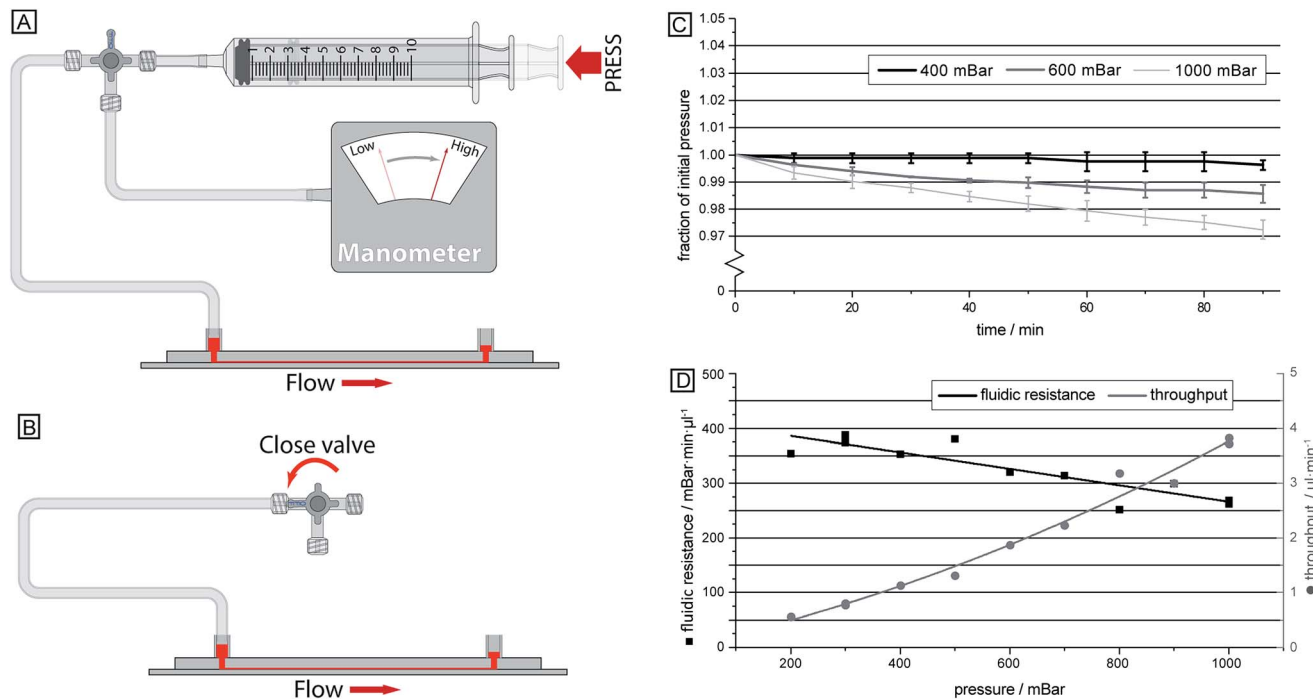 A
1 2 3 4 5 6 7 8 9 10
PRESS
Low
High
Manometer
Flow
B
Close valve
Flow
C
1.05
1.04
1.03
1.02
1.01
1.00
0.99
0.98
0.97
0
fraction of initial pressure
400 mBar
600 mBar
1000 mBar
0 20 40 60 80
time / min
D
500
400
350
300
250
200
150
100
50
0
fluidic resistance / mBar·min·µl⁻¹
fluidic resistance
throughput
5
4
3
2
1
0
throughput / µl·min⁻¹
200 400 600 800 1000
pressure / mBar